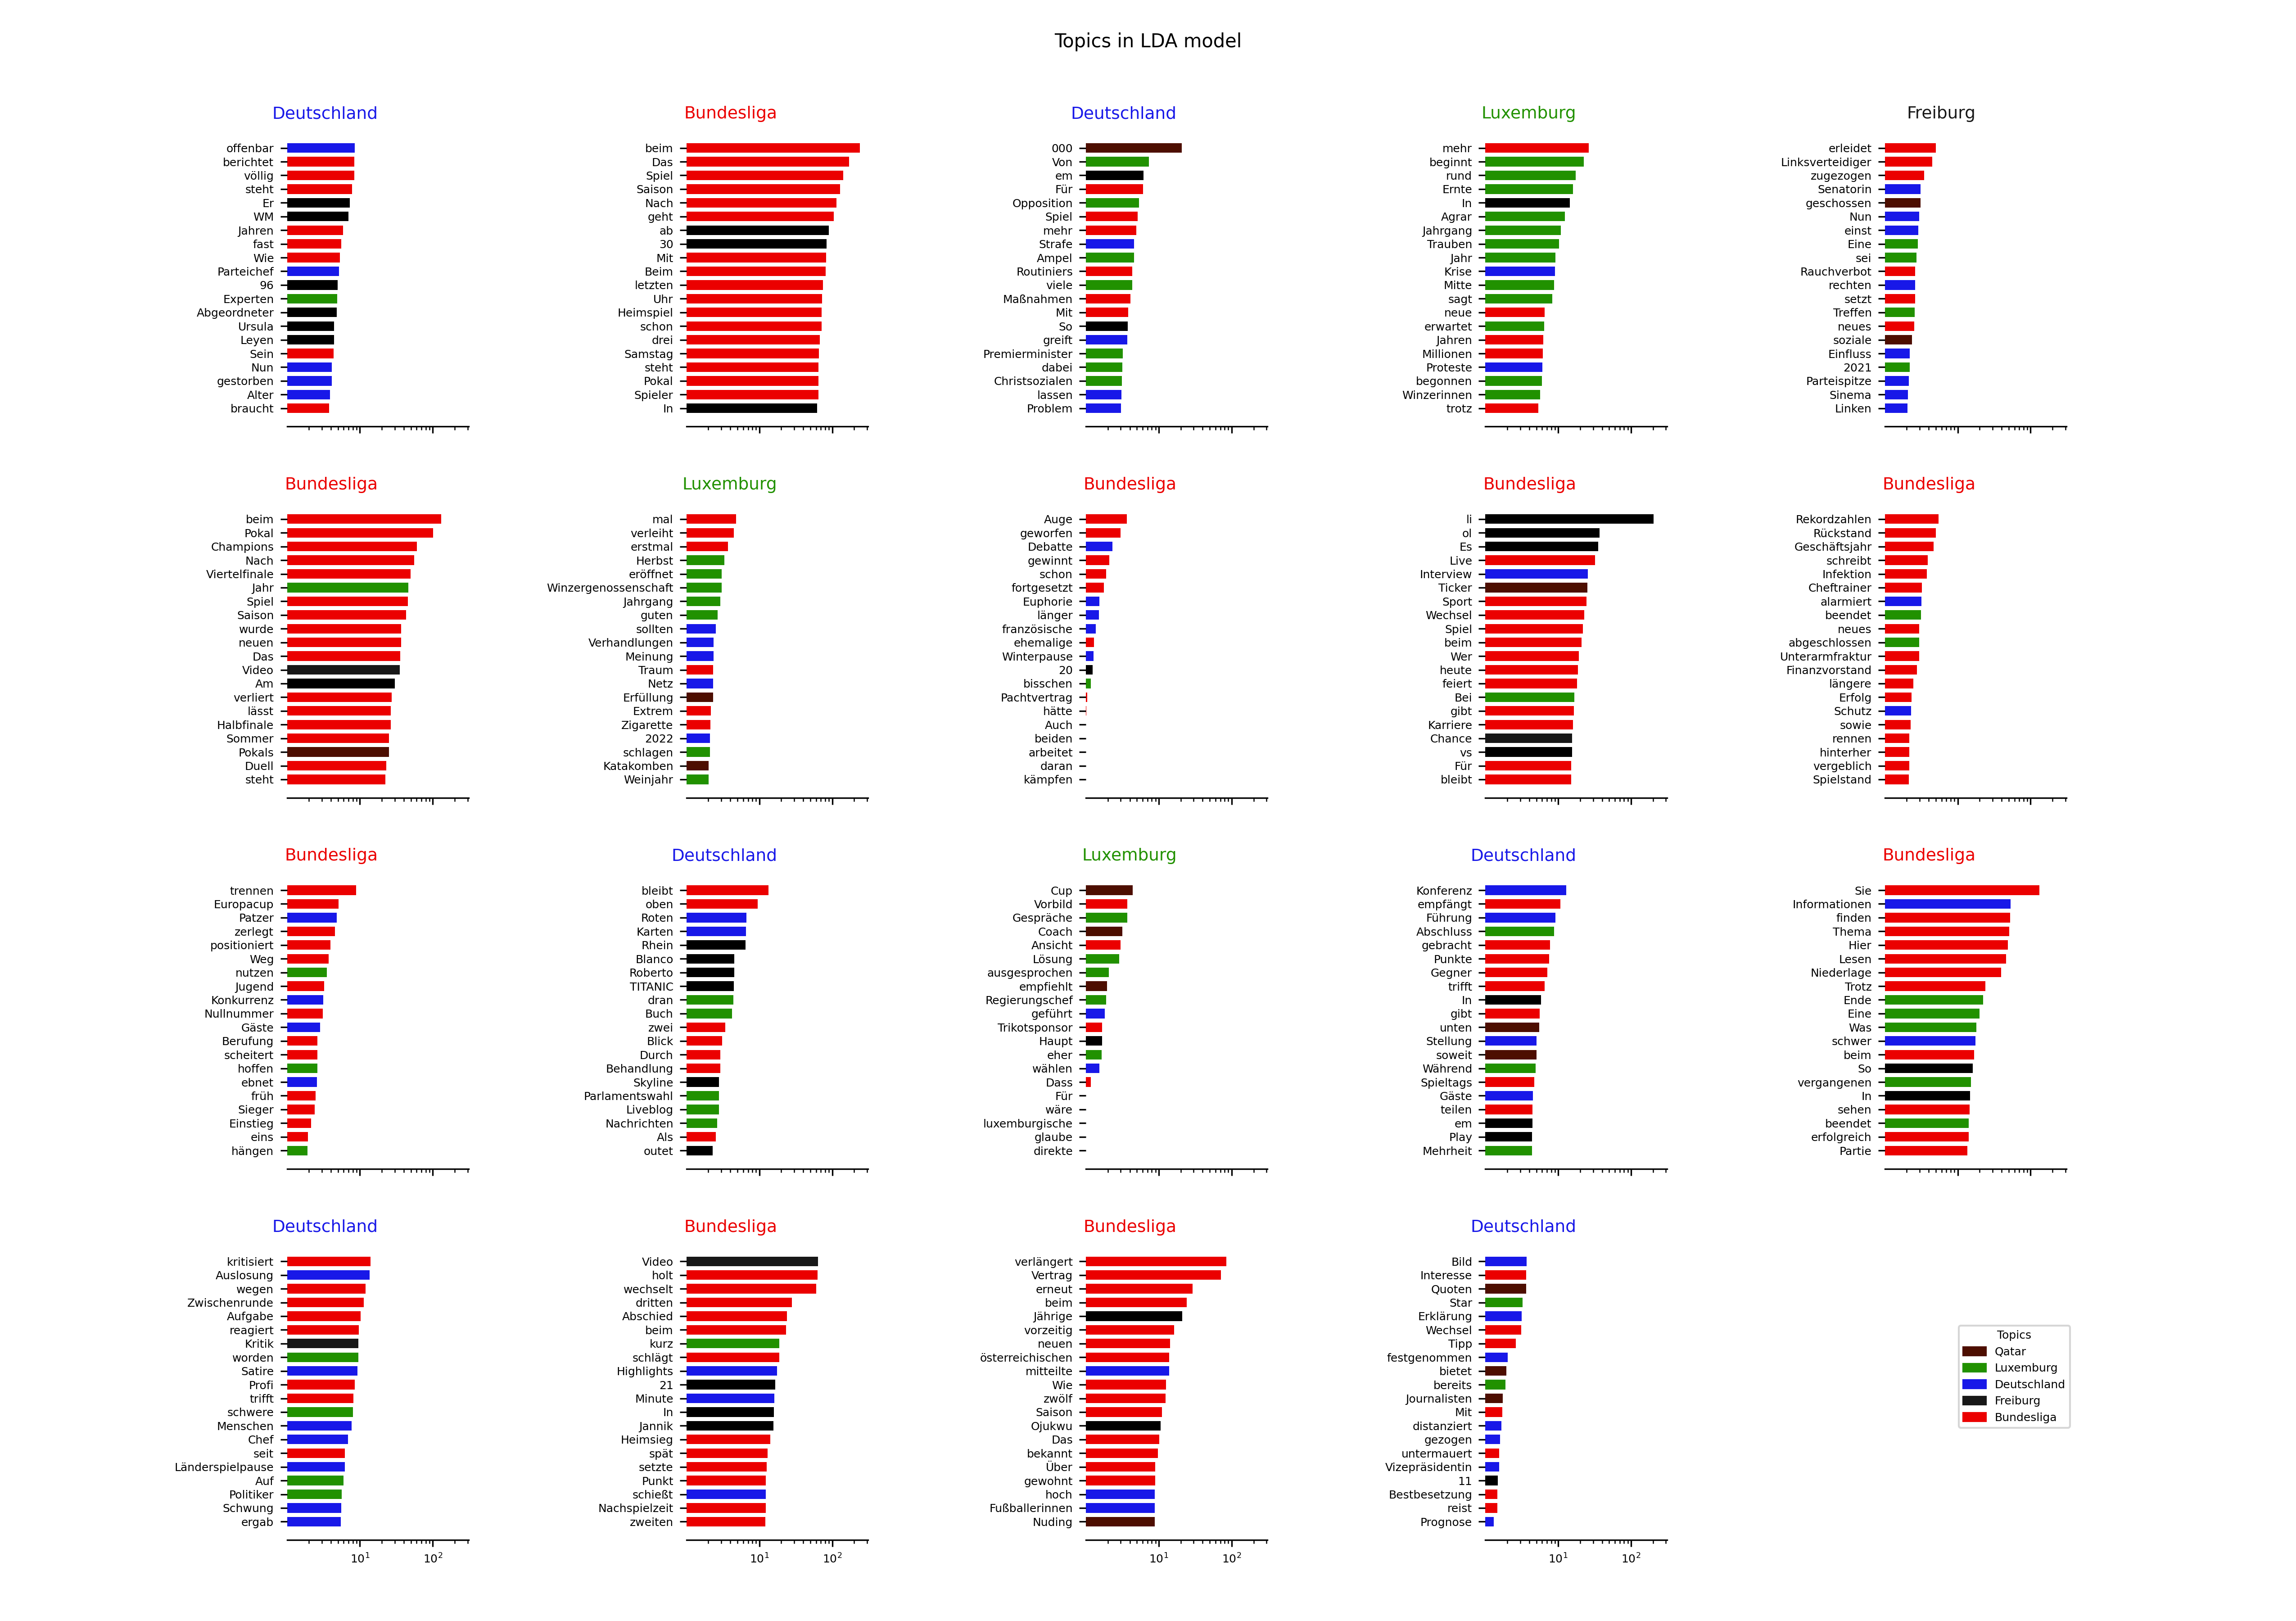 Topics in LDA model
Deutschland
offenbar
berichtet
völlig
steht
Er
WM
Jahren
fast
Wie
Parteichef
96
Experten
Abgeordneter
Ursula
Leyen
Sein
Nun
gestorben
Alter
braucht
Bundesliga
beim
Das
Spiel
Saison
Nach
geht
ab
30
Mit
Beim
letzten
Uhr
Heimspiel
schon
drei
Samstag
steht
Pokal
Spieler
In
Deutschland
000
Von
em
Für
Opposition
Spiel
mehr
Strafe
Ampel
Routiniers
viele
Maßnahmen
Mit
So
greift
Premierminister
dabei
Christsozialen
lassen
Problem
Luxemburg
mehr
beginnt
rund
Ernte
In
Agrar
Jahrgang
Trauben
Jahr
Krise
Mitte
sagt
neue
erwartet
Jahren
Millionen
Proteste
begonnen
Winzerinnen
trotz
Freiburg
erleidet
Linksverteidiger
zugezogen
Senatorin
geschossen
Nun
einst
Eine
sei
Rauchverbot
rechten
setzt
Treffen
neues
soziale
Einfluss
2021
Parteispitze
Sinema
Linken
Bundesliga
beim
Pokal
Champions
Nach
Viertelfinale
Jahr
Spiel
Saison
wurde
neuen
Das
Video
Am
verliert
lässt
Halbfinale
Sommer
Pokals
Duell
steht
Luxemburg
mal
verleiht
erstmal
Herbst
eröffnet
Winzergenossenschaft
Jahrgang
guten
sollten
Verhandlungen
Meinung
Traum
Netz
Erfüllung
Extrem
Zigarette
2022
schlagen
Katakomben
Weinjahr
Bundesliga
Auge
geworfen
Debatte
gewinnt
schon
fortgesetzt
Euphorie
länger
französische
ehemalige
Winterpause
20
bisschen
Pachtvertrag
hätte
Auch
beiden
arbeitet
daran
kämpfen
Bundesliga
li
ol
Es
Live
Interview
Ticker
Sport
Wechsel
Spiel
beim
Wer
heute
feiert
Bei
gibt
Karriere
Chance
vs
Für
bleibt
Bundesliga
Rekordzahlen
Rückstand
Geschäftsjahr
schreibt
Infektion
Cheftrainer
alarmiert
beendet
neues
abgeschlossen
Unterarmfraktur
Finanzvorstand
längere
Erfolg
Schutz
sowie
rennen
hinterher
vergeblich
Spielstand
Bundesliga
trennen
Europacup
Patzer
zerlegt
positioniert
Weg
nutzen
Jugend
Konkurrenz
Nullnummer
Gäste
Berufung
scheitert
hoffen
ebnet
früh
Sieger
Einstieg
eins
hängen
Deutschland
bleibt
oben
Roten
Karten
Rhein
Blanco
Roberto
TITANIC
dran
Buch
zwei
Blick
Durch
Behandlung
Skyline
Parlamentswahl
Liveblog
Nachrichten
Als
outet
Luxemburg
Cup
Vorbild
Gespräche
Coach
Ansicht
Lösung
ausgesprochen
empfiehlt
Regierungschef
geführt
Trikotsponsor
Haupt
eher
wählen
Dass
Für
wäre
luxemburgische
glaube
direkte
Deutschland
Konferenz
empfängt
Führung
Abschluss
gebracht
Punkte
Gegner
trifft
In
gibt
unten
Stellung
soweit
Während
Spieltags
Gäste
teilen
em
Play
Mehrheit
Bundesliga
Sie
Informationen
finden
Thema
Hier
Lesen
Niederlage
Trotz
Ende
Eine
Was
schwer
beim
So
vergangenen
In
sehen
beendet
erfolgreich
Partie
Deutschland
kritisiert
Auslosung
wegen
Zwischenrunde
Aufgabe
reagiert
Kritik
worden
Satire
Profi
trifft
schwere
Menschen
Chef
seit
Länderspielpause
Auf
Politiker
Schwung
ergab
10^1 10^2
Bundesliga
Video
holt
wechselt
dritten
Abschied
beim
kurz
schlägt
Highlights
21
Minute
In
Jannik
Heimsieg
spät
setzte
Punkt
schießt
Nachspielzeit
zweiten
10^1 10^2
Bundesliga
verlängert
Vertrag
erneut
beim
Jährige
vorzeitig
neuen
österreichischen
mitteilte
Wie
zwölf
Saison
Ojukwu
Das
bekannt
Über
gewohnt
hoch
Fußballerinnen
Nuding
10^1 10^2
Deutschland
Bild
Interesse
Quoten
Star
Erklärung
Wechsel
Tipp
festgenommen
bietet
bereits
Journalisten
Mit
distanziert
gezogen
untermauert
Vizepräsidentin
11
Bestbesetzung
reist
Prognose
10^1 10^2
Topics
Qatar
Luxemburg
Deutschland
Freiburg
Bundesliga